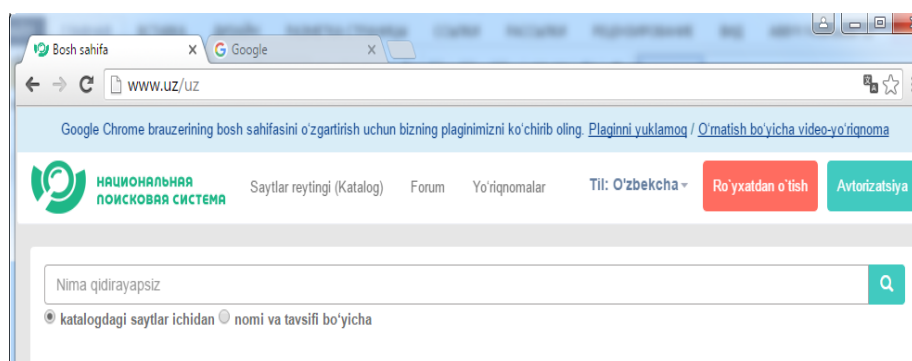 Bosh sahifa
Google
www.uz/uz
Google Chrome brauzerining bosh sahifasini o'zgartirish uchun bizning plaginimizni ko'chirib oling. Plaginni yuklamoq / O'rnatish bo'yicha video-yo'riqnoma
НАЦИОНАЛЬНАЯ
ПОИСКОВАЯ СИСТЕМА
Saytlar reytingi (Katalog) Forum Yo'riqnomalar Til: O'zbekcha Ro`yxatdan o`tish Avtorizatsiya
Nima qidirayapsiz
katalogdagi saytlar ichidan nomi va tavsifi bo'yicha